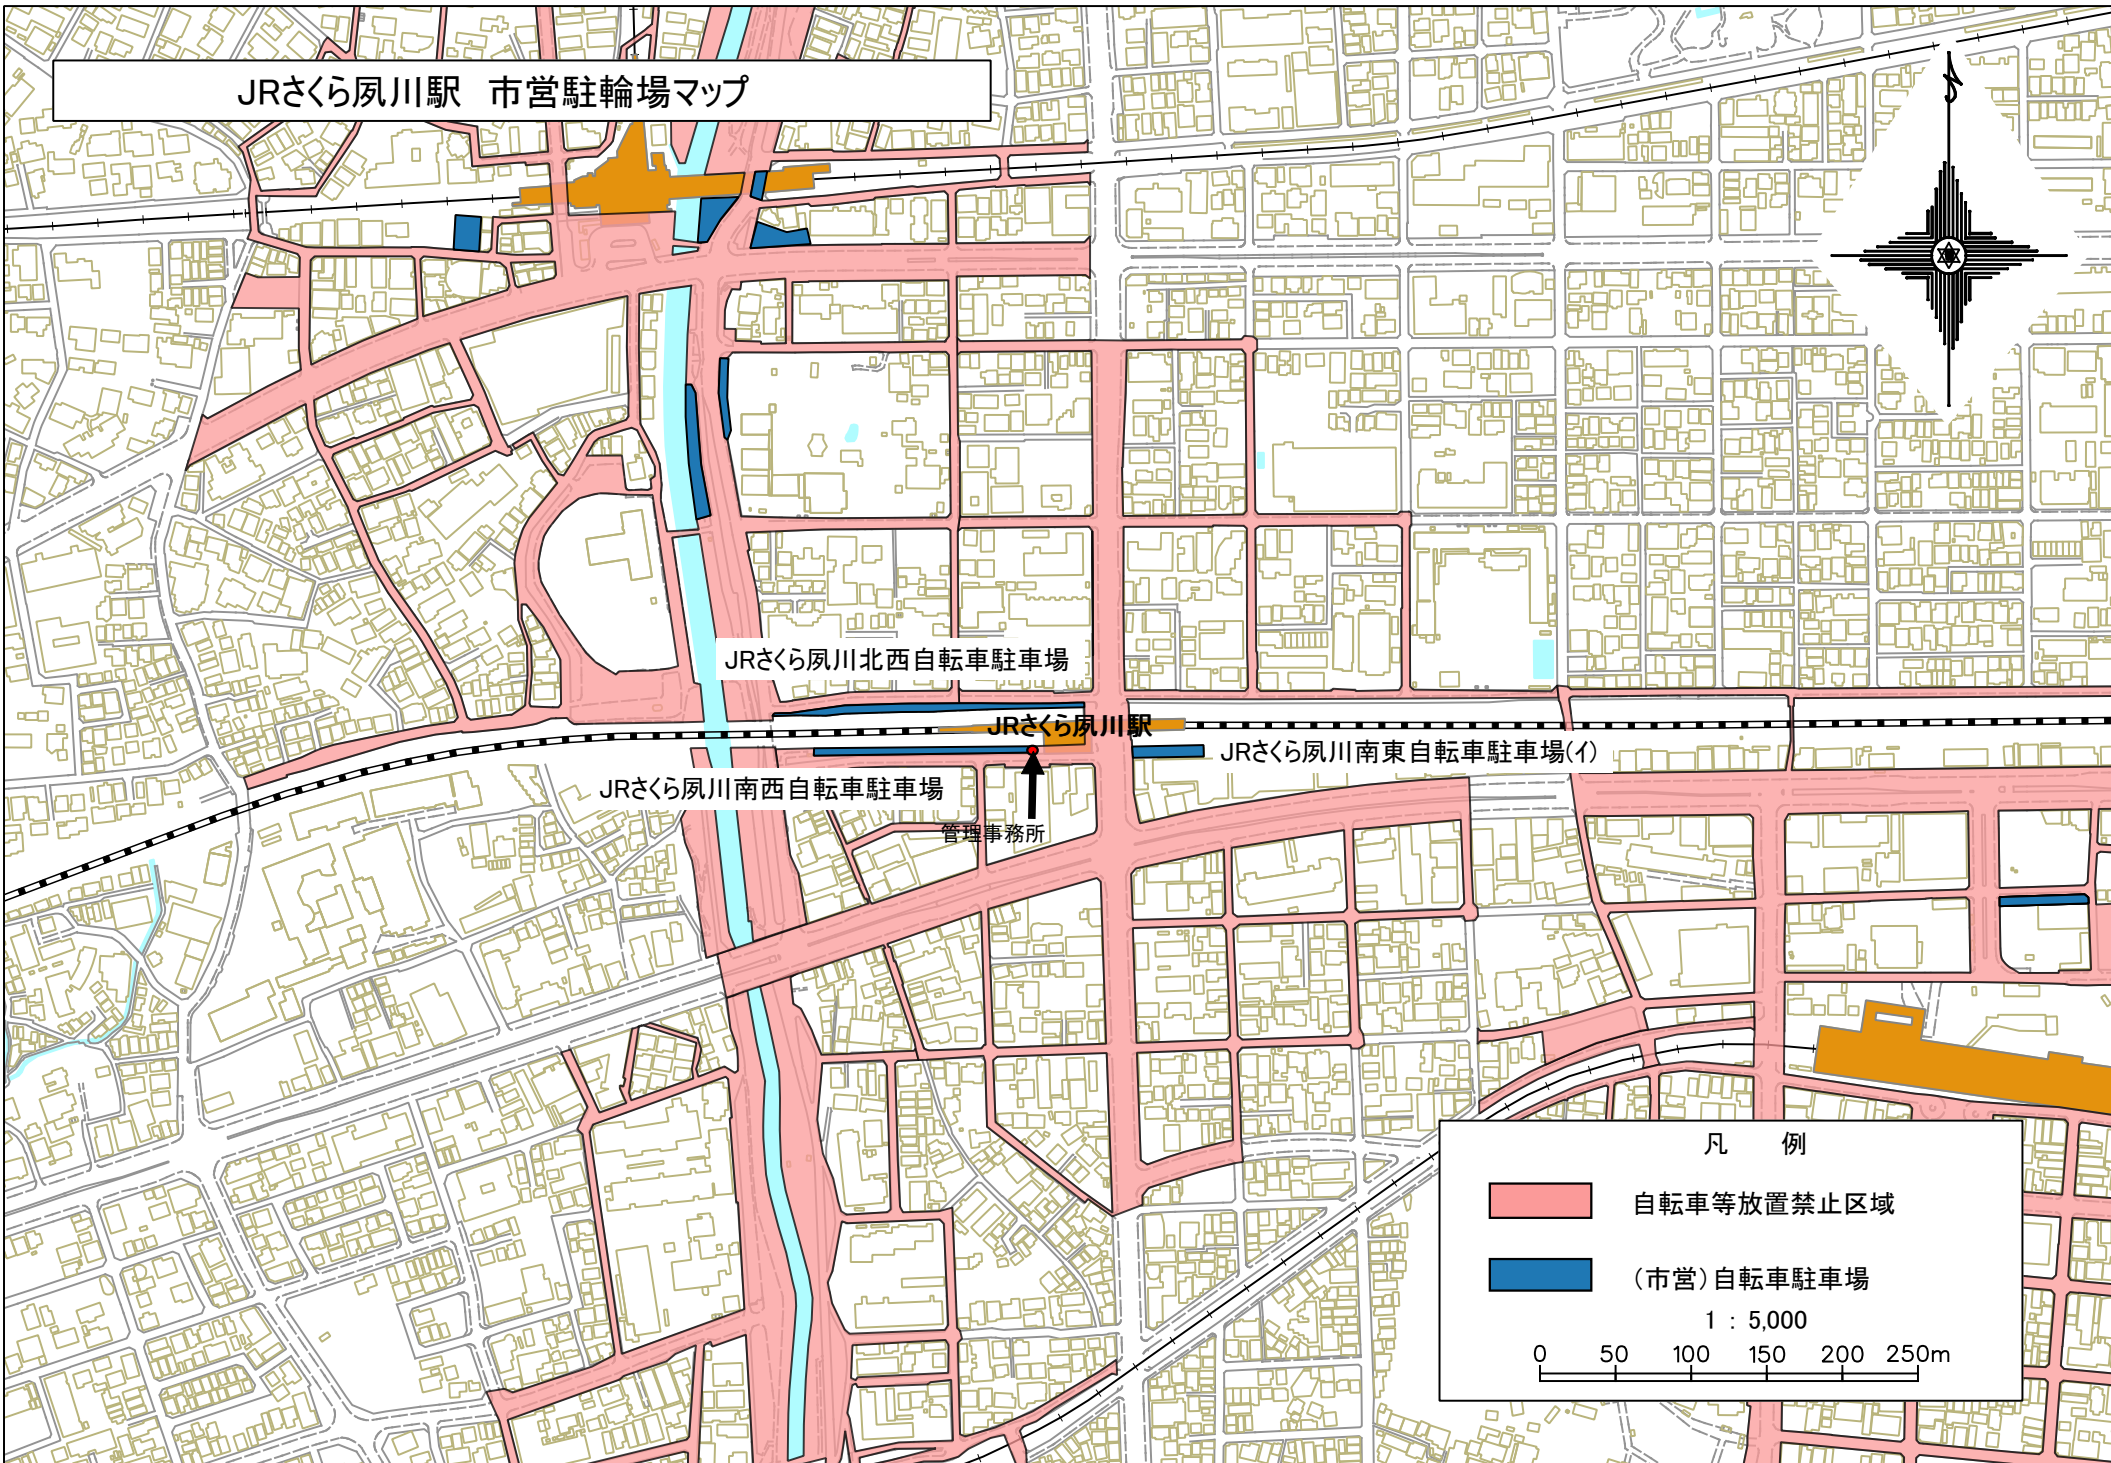 JRさくら夙川駅　市営駐輪場マップ
JRさくら夙川北西自転車駐車場
JRさくら夙川駅
JRさくら夙川南東自転車駐車場(イ)
JRさくら夙川南西自転車駐車場
管理事務所
凡　例
自転車等放置禁止区域
（市営）自転車駐車場
1 : 5,000
0 50 100 150 200 250m